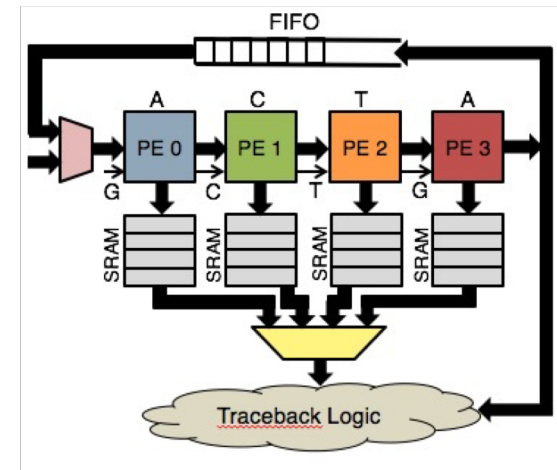 FIFO
A C T A
PE 0 PE 1 PE 2 PE 3
G C T G
SRAM SRAM SRAM SRAM
Traceback Logic